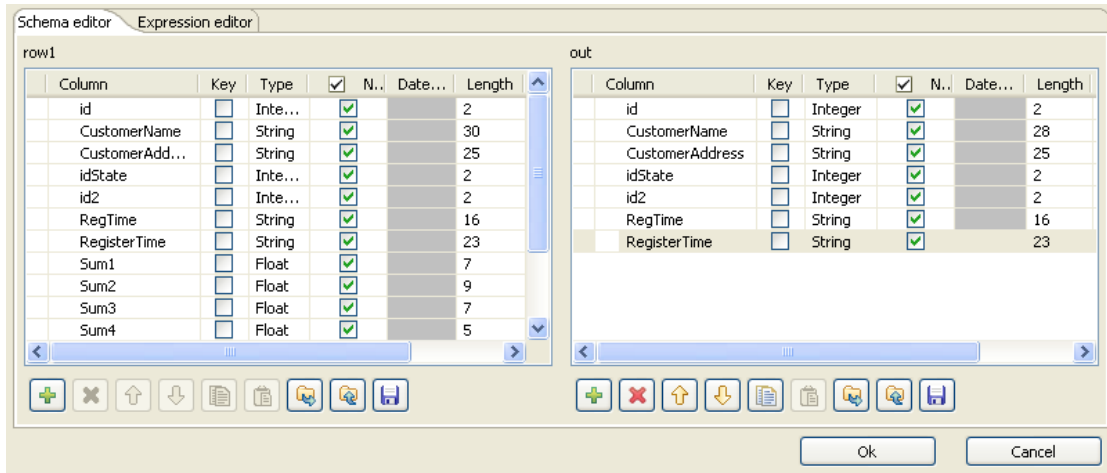 Schema editor Expression editor
row1 out
Column Key Type N.. Date... Length Column Key Type N.. Date... Length
id Inte... 2 id Integer 2
CustomerName String 30 CustomerName String 28
CustomerAdd... String 25 CustomerAddress String 25
idState Inte... 2 idState Integer 2
id2 Inte... 2 id2 Integer 2
RegTime String 16 RegTime String 16
RegisterTime String 23 RegisterTime String 23
Sum1 Float 7
Sum2 Float 9
Sum3 Float 7
Sum4 Float 5
Ok Cancel